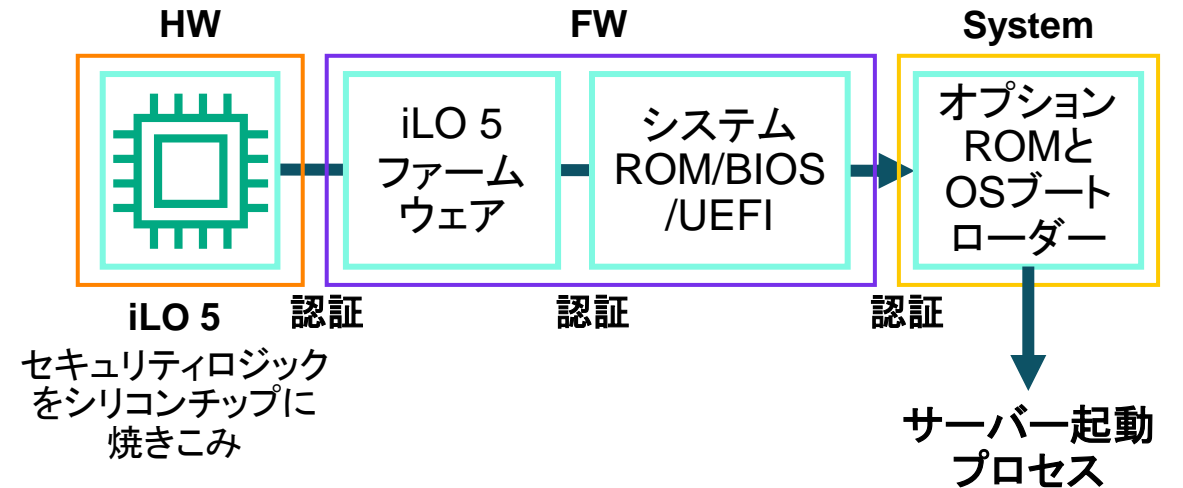 HW
FW
System
iLO 5
ファーム
ウェア
システム
ROM/BIOS
/UEFI
オプション
ROMと
OSブート
ローダー
iLO 5
認証
認証
認証
セキュリティロジック
をシリコンチップに
焼きこみ
サーバー起動
プロセス